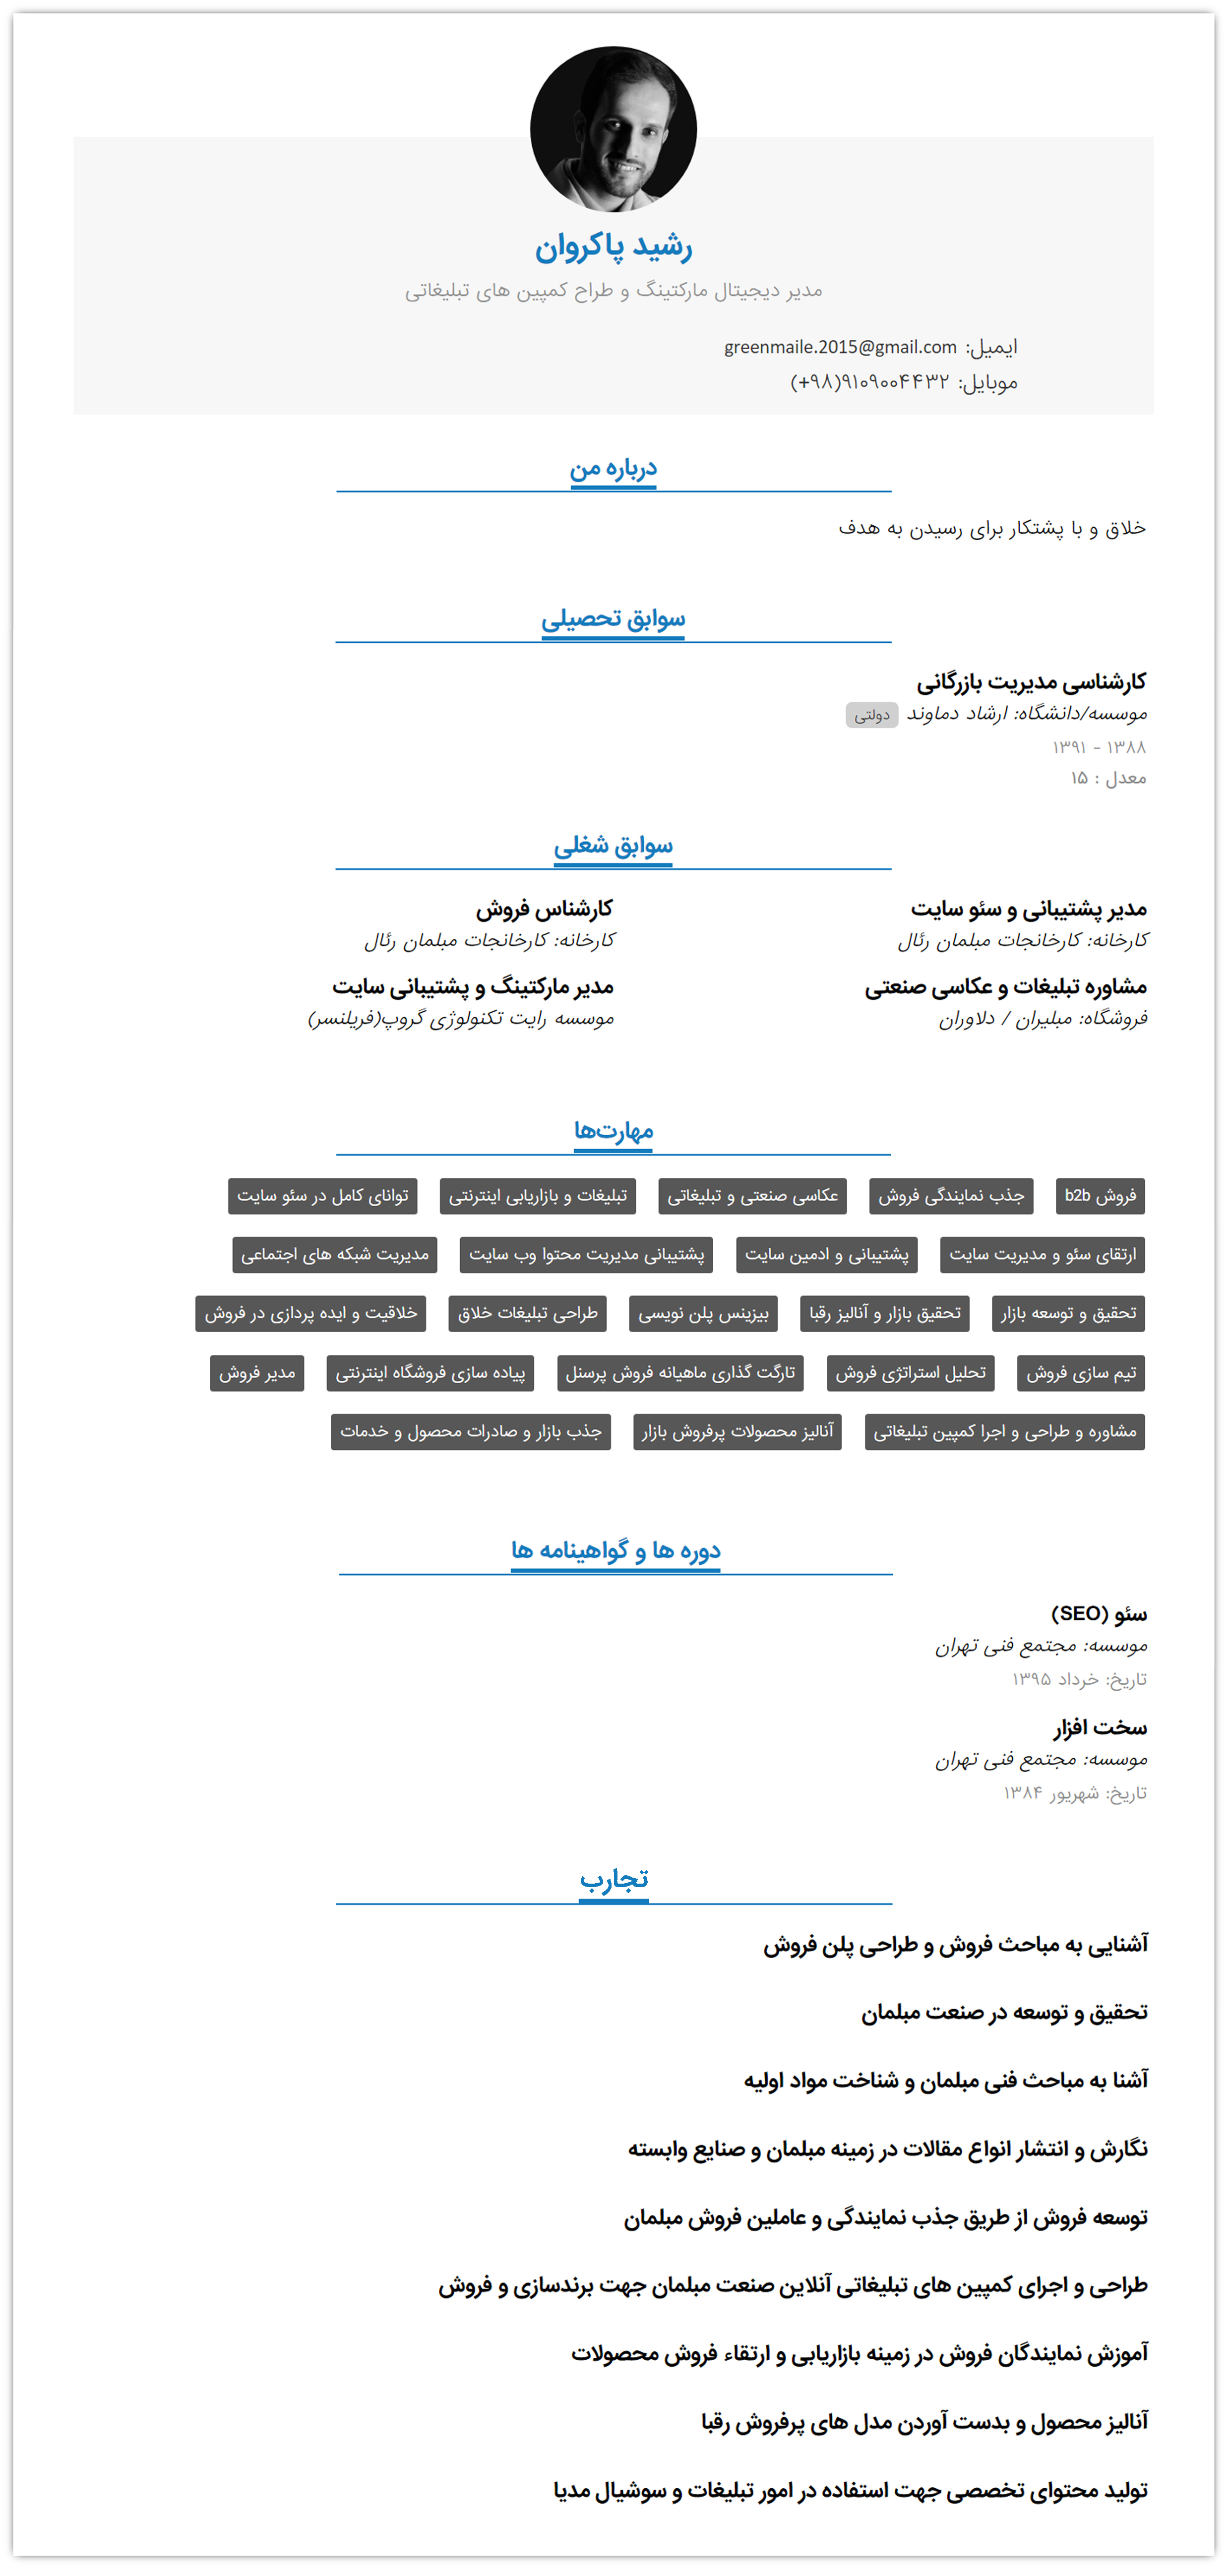 رشید پاکروان
مدیر دیجیتال مارکتینگ و طراح کمپین های تبلیغاتی
ایمیل: greenmaile.2015@gmail.com
موبایل: ۹۱۰۹۰۰۴۴۳۲(۹۸+)
درباره من
خلاق و با پشتکار برای رسیدن به هدف
سوابق تحصیلی
کارشناسی مدیریت بازرگانی
موسسه/دانشگاه: ارشاد دماوند دولتی
۱۳۸۸ - ۱۳۹۱
معدل : ۱۵
سوابق شغلی
مدیر پشتیبانی و سئو سایت
کارخانه: کارخانجات مبلمان رئال
کارشناس فروش
کارخانه: کارخانجات مبلمان رئال
مشاوره تبلیغات و عکاسی صنعتی
فروشگاه: مبلیران / دلاوران
مدیر مارکتینگ و پشتیبانی سایت
موسسه رایت تکنولوژی گروپ(فریلنسر)
مهارت‌ها
فروش b2b جذب نمایندگی فروش عکاسی صنعتی و تبلیغاتی تبلیغات و بازاریابی اینترنتی توانای کامل در سئو سایت
ارتقای سئو و مدیریت سایت پشتیبانی و ادمین سایت پشتیبانی مدیریت محتوا وب سایت مدیریت شبکه های اجتماعی
تحقیق و توسعه بازار تحقیق بازار و آنالیز رقبا بیزینس پلن نویسی طراحی تبلیغات خلاق خلاقیت و ایده پردازی در فروش
تیم سازی فروش تحلیل استراتژی فروش تارگت گذاری ماهیانه فروش پرسنل پیاده سازی فروشگاه اینترنتی مدیر فروش
مشاوره و طراحی و اجرا کمپین تبلیغاتی آنالیز محصولات پرفروش بازار جذب بازار و صادرات محصول و خدمات
دوره ها و گواهینامه ها
سئو (SEO)
موسسه: مجتمع فنی تهران
تاریخ: خرداد ۱۳۹۵
سخت افزار
موسسه: مجتمع فنی تهران
تاریخ: شهریور ۱۳۸۴
تجارب
آشنایی به مباحث فروش و طراحی پلن فروش
تحقیق و توسعه در صنعت مبلمان
آشنا به مباحث فنی مبلمان و شناخت مواد اولیه
نگارش و انتشار انواع مقالات در زمینه مبلمان و صنایع وابسته
توسعه فروش از طریق جذب نمایندگی و عاملین فروش مبلمان
طراحی و اجرای کمپین های تبلیغاتی آنلاین صنعت مبلمان جهت برندسازی و فروش
آموزش نمایندگان فروش در زمینه بازاریابی و ارتقاء فروش محصولات
آنالیز محصول و بدست آوردن مدل های پرفروش رقبا
تولید محتوای تخصصی جهت استفاده در امور تبلیغات و سوشیال مدیا